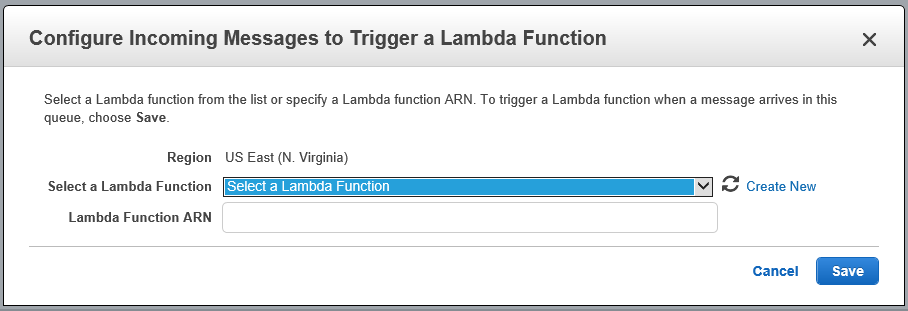 Configure Incoming Messages to Trigger a Lambda Function
Select a Lambda function from the list or specify a Lambda function ARN. To trigger a Lambda function when a message arrives in this
queue, choose Save.
Region US East (N. Virginia)
Select a Lambda Function Select a Lambda Function Create New
Lambda Function ARN
Cancel Save